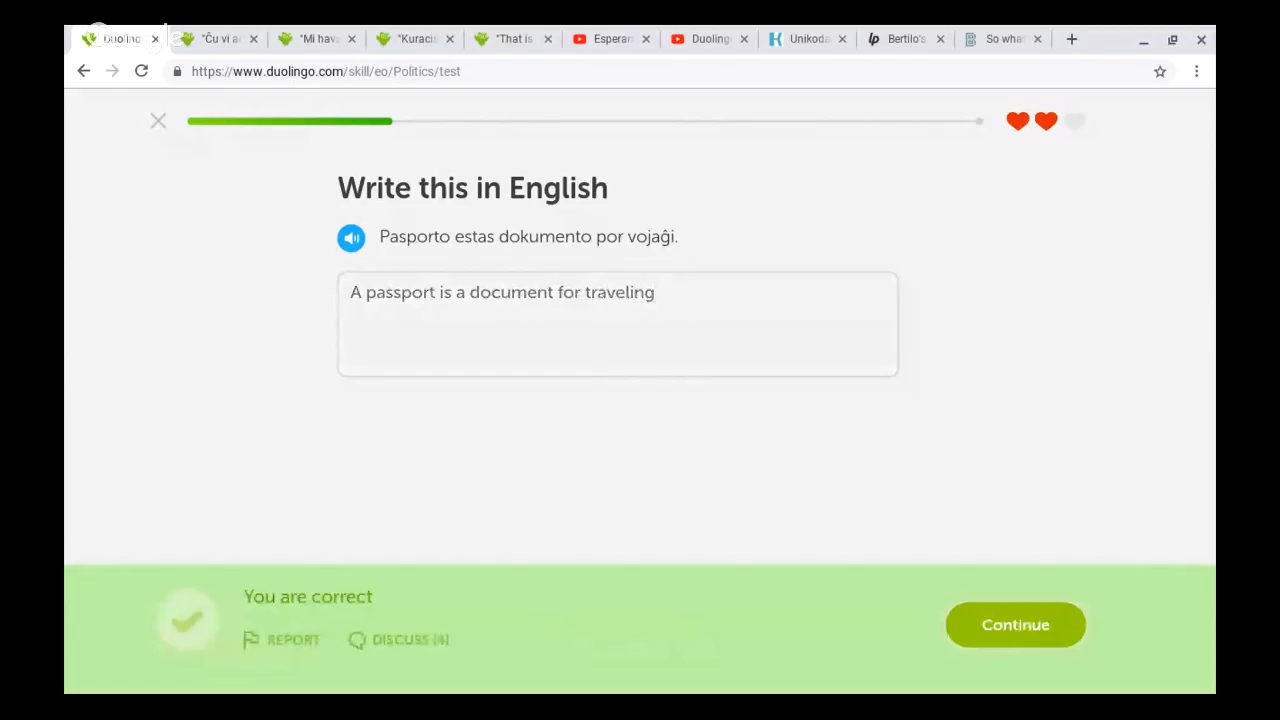 Duolin
"Ĉu vi a
"Mi hav
"Kuracis
"That is
Esperan
Duoling
Unikoda
Bertilo's
So what
https://www.duolingo.com/skill/eo/Politics/test
Write this in English
Pasporto estas dokumento por vojaĝi.
A passport is a document for traveling
You are correct
REPORT
DISCUSS (4)
Continue